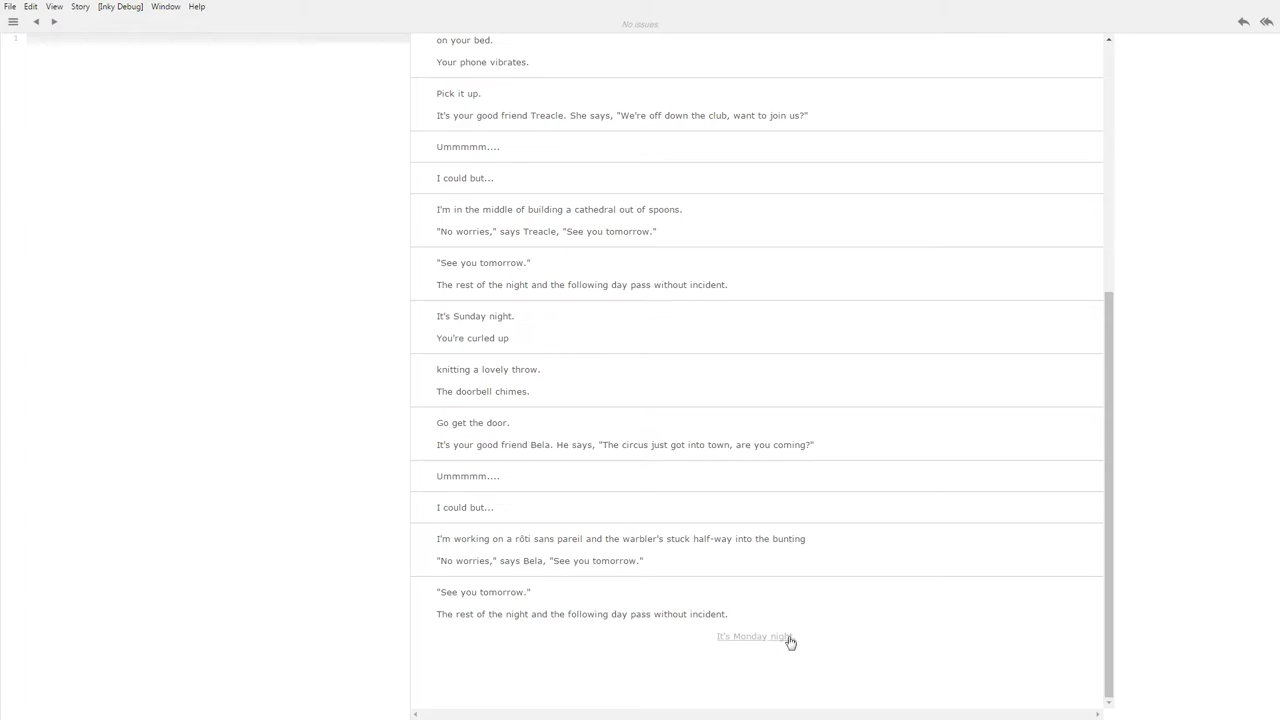 File Edit View Story [Inky Debug] Window Help
No issues
1
on your bed.
Your phone vibrates.
Pick it up.
It's your good friend Treacle. She says, "We're off down the club, want to join us?"
Ummmmm....
I could but...
I'm in the middle of building a cathedral out of spoons.
"No worries," says Treacle, "See you tomorrow."
"See you tomorrow."
The rest of the night and the following day pass without incident.
It's Sunday night.
You're curled up
knitting a lovely throw.
The doorbell chimes.
Go get the door.
It's your good friend Bela. He says, "The circus just got into town, are you coming?"
Ummmmm....
I could but...
I'm working on a rôti sans pareil and the warbler's stuck half-way into the bunting
"No worries," says Bela, "See you tomorrow."
"See you tomorrow."
The rest of the night and the following day pass without incident.
It's Monday night.